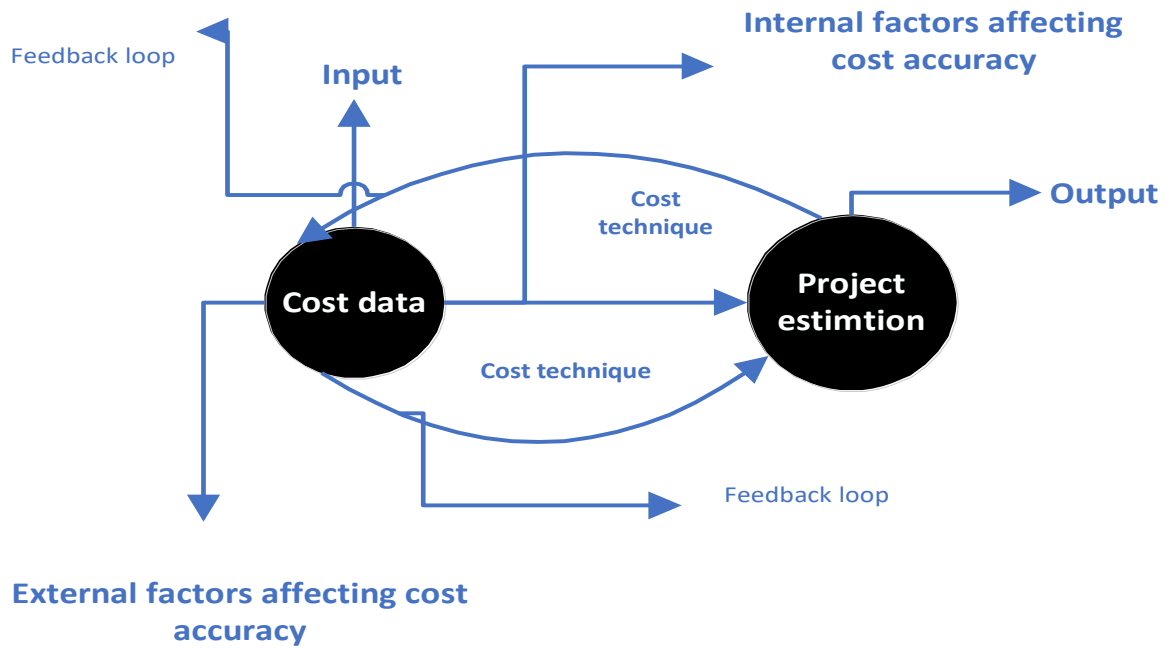 Internal factors affecting
cost accuracy
Feedback loop
Input
Cost
technique
Output
Cost data
Project
estimtion
Cost technique
Feedback loop
External factors affecting cost
accuracy